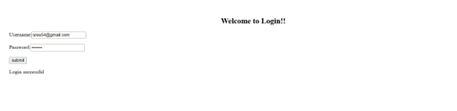 Welcome to Login!!
Username:
Password: •••••••
submit
Login successful